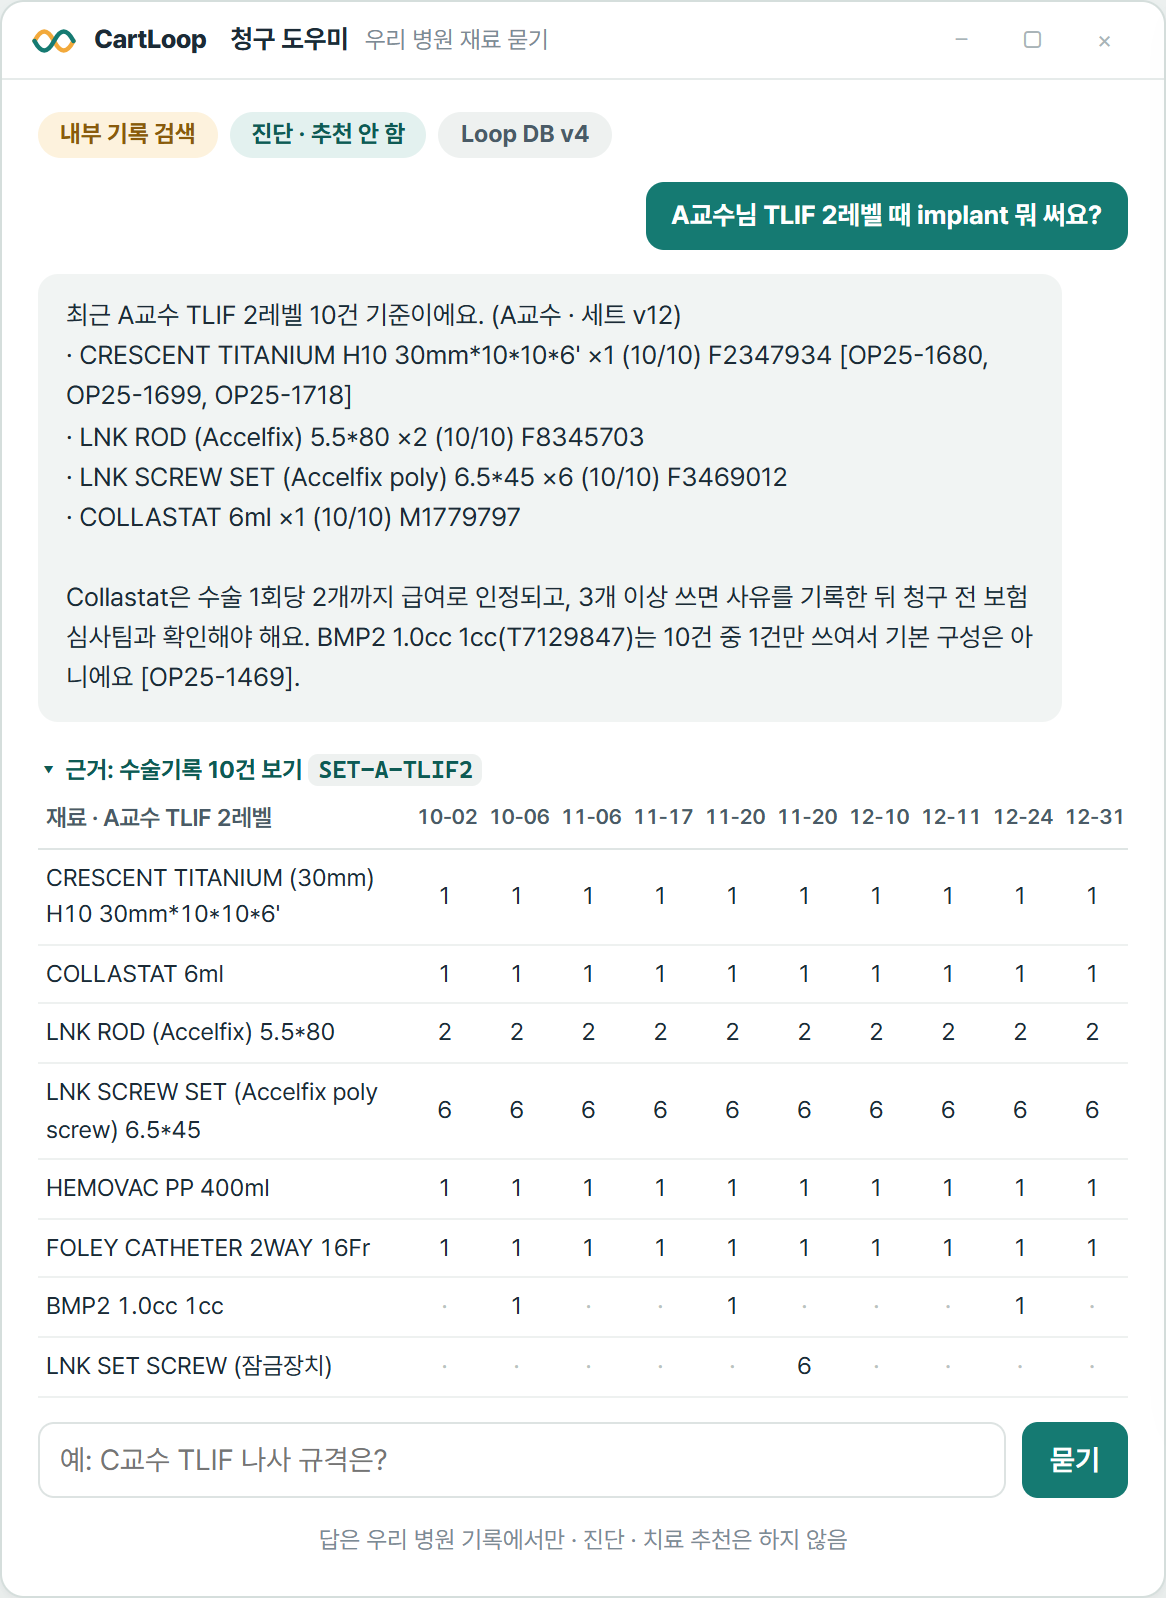 CartLoop 청구 도우미 우리 병원 재료 묻기
내부 기록 검색 진단 · 추천 안 함 Loop DB v4
A교수님 TLIF 2레벨 때 implant 뭐 써요?
최근 A교수 TLIF 2레벨 10건 기준이에요. (A교수 · 세트 v12)
· CRESCENT TITANIUM H10 30mm*10*10*6' ×1 (10/10) F2347934 [OP25-1680,
OP25-1699, OP25-1718]
· LNK ROD (Accelfix) 5.5*80 ×2 (10/10) F8345703
· LNK SCREW SET (Accelfix poly) 6.5*45 ×6 (10/10) F3469012
· COLLASTAT 6ml ×1 (10/10) M1779797
Collastat은 수술 1회당 2개까지 급여로 인정되고, 3개 이상 쓰면 사유를 기록한 뒤 청구 전 보험
심사팀과 확인해야 해요. BMP2 1.0cc 1cc(T7129847)는 10건 중 1건만 쓰여서 기본 구성은 아
니에요 [OP25-1469].
▼ 근거: 수술기록 10건 보기 SET-A-TLIF2
재료 · A교수 TLIF 2레벨 10-02 10-06 11-06 11-17 11-20 11-20 12-10 12-11 12-24 12-31
CRESCENT TITANIUM (30mm)
H10 30mm*10*10*6' 1 1 1 1 1 1 1 1 1 1
COLLASTAT 6ml 1 1 1 1 1 1 1 1 1 1
LNK ROD (Accelfix) 5.5*80 2 2 2 2 2 2 2 2 2 2
LNK SCREW SET (Accelfix poly
screw) 6.5*45 6 6 6 6 6 6 6 6 6 6
HEMOVAC PP 400ml 1 1 1 1 1 1 1 1 1 1
FOLEY CATHETER 2WAY 16Fr 1 1 1 1 1 1 1 1 1 1
BMP2 1.0cc 1cc · 1 · · 1 · · · 1 ·
LNK SET SCREW (잠금장치) · · · · · 6 · · · ·
예: C교수 TLIF 나사 규격은? 묻기
답은 우리 병원 기록에서만 · 진단 · 치료 추천은 하지 않음